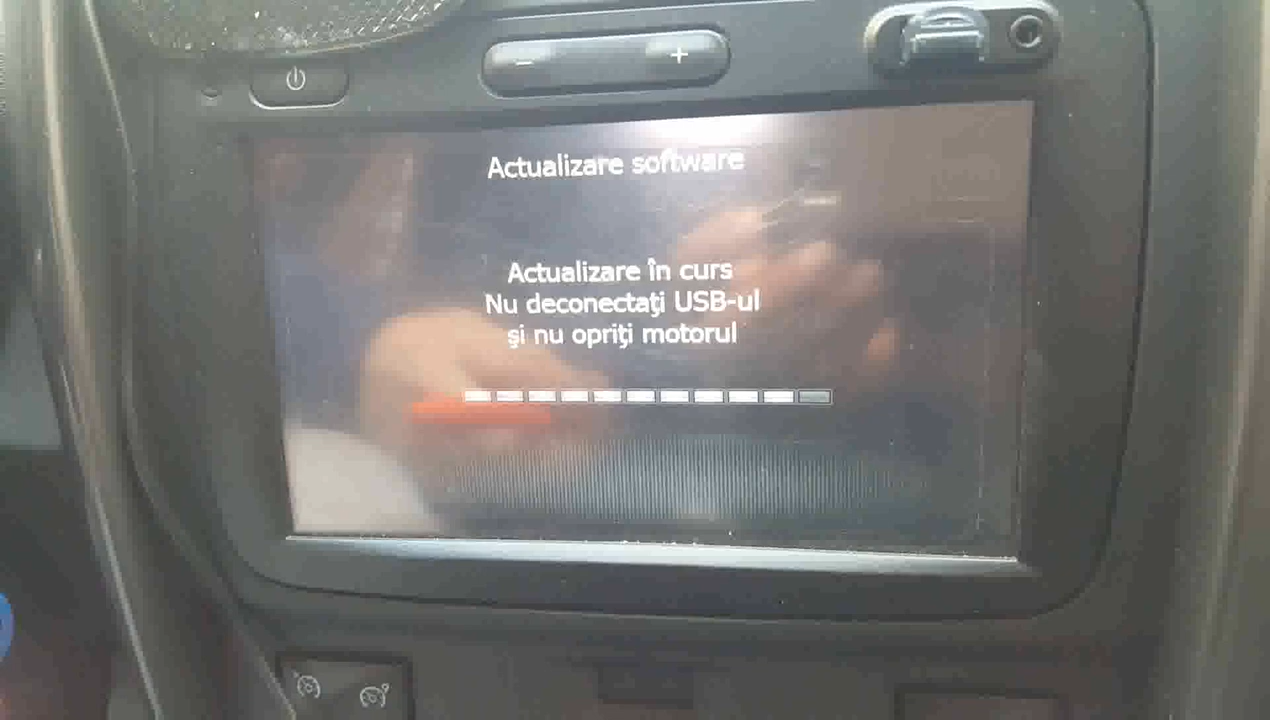 Actualizare software
Actualizare în curs
Nu deconectaţi USB-ul
şi nu opriţi motorul